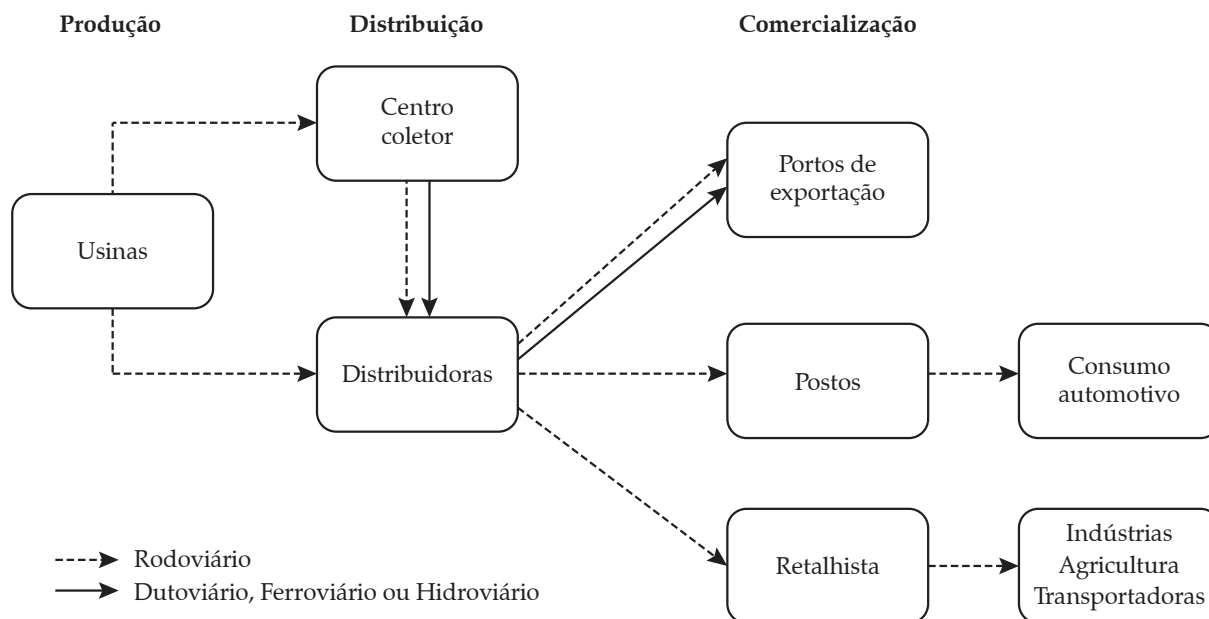 Produção
Distribuição
Comercialização
Centro
coletor
Portos de
exportação
Usinas
Distribuidoras
Postos
Consumo
automotivo
Retalhista
Indústrias
Agricultura
Transportadoras
Rodoviário
Dutoviário, Ferroviário ou Hidroviário